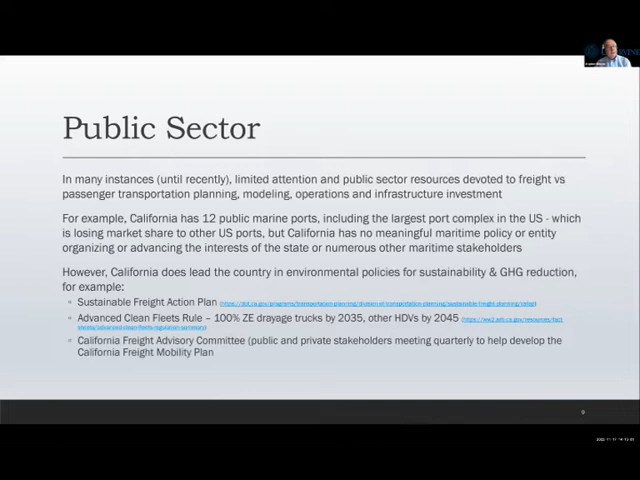 Public Sector
In many instances (until recently), limited attention and public sector resources devoted to freight vs
passenger transportation planning, modeling, operations and infrastructure investment
For example, California has 12 public marine ports, including the largest port complex in the US - which
is losing market share to other US ports, but California has no meaningful maritime policy or entity
organizing or advancing the interests of the state or numerous other maritime stakeholders
However, California does lead the country in environmental policies for sustainability & GHG reduction,
for example:
Sustainable Freight Action Plan
Advanced Clean Fleets Rule – 100% ZE drayage trucks by 2035, other HDVs by 2045
California Freight Advisory Committee (public and private stakeholders meeting quarterly to help develop the
California Freight Mobility Plan
9